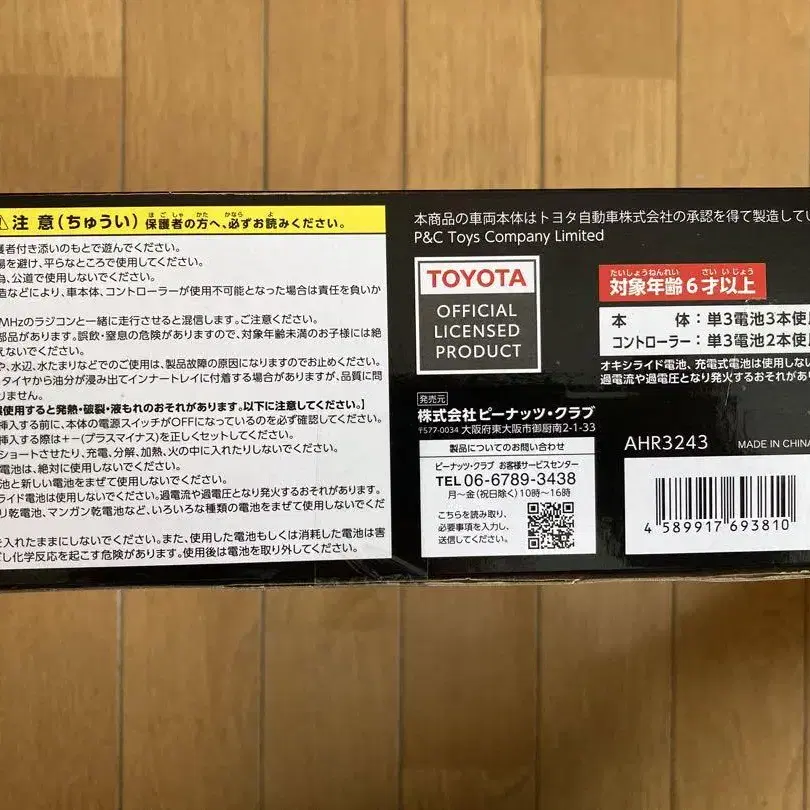 注意(ちゅうい) 保護者の方へ、必ずお読みください。
護者付き添いのもとで遊んでください。
場を避け、平らなところで使用してください。
為、公道で使用しないでください。
造などにより、車本体、コントローラーが使用不可能となった場合は責任を負いか
MHzのラジコンと一緒に走行させると混信します。ご注意ください。
部品があります。誤飲・窒息の危険がありますので、対象年齢未満のお子様には絶
えないでください。
や、水辺、水たまりなどでのご使用は、製品故障の原因になりますのでお止めください。
タイヤから油分が浸み出てインナートレイに付着する場合がありますが、品質に問
りません。
使用すると発熱・破裂・液もれのおそれがあります。以下に注意してください。】
挿入する前に、本体の電源スイッチがOFFになっているのを必ず確認してください。
挿入する際は+-(プラスマイナス)を正しくセットしてください。
ショートさせたり、充電、分解、加熱、火の中に入れたりしないでください。
電池は、絶対に使用しないでください。
池と新しい電池をまぜて使用しないでください。
ライド電池は使用しないでください。過電流や過電圧となり発火するおそれがあります。
リ乾電池、マンガン乾電池など、いろいろな種類の電池をまぜて使用しないでくださ
を入れたままにしないでください。また、使用した電池もしくは消耗した電池は害
だし化学反応を起こす危険があります。使用後は電池を取り外してください。
本商品の車両本体はトヨタ自動車株式会社の承認を得て製造してい
P&C Toys Company Limited
TOYOTA
OFFICIAL
LICENSED
PRODUCT
たいしょうねんれい さい いじょう
対象年齢6才以上
本体:単3電池3本使用
コントローラー:単3電池2本使用
オキシライド電池、充電式電池は使用しない
過電流や過電圧となり発火するおそれがあ
発売元
株式会社ピーナッツ・クラブ
〒577-0034 大阪府東大阪市御厨南2-1-33
製品についてのお問い合わせ
ピーナッツ・クラブ お客様サービスセンター
TEL 06-6789-3438
月~金(祝日除く)10時~16時
こちらを読み取り、
必要事項を入力し、
送信してください。
AHR3243 MADE IN CHINA
4 589917 693810